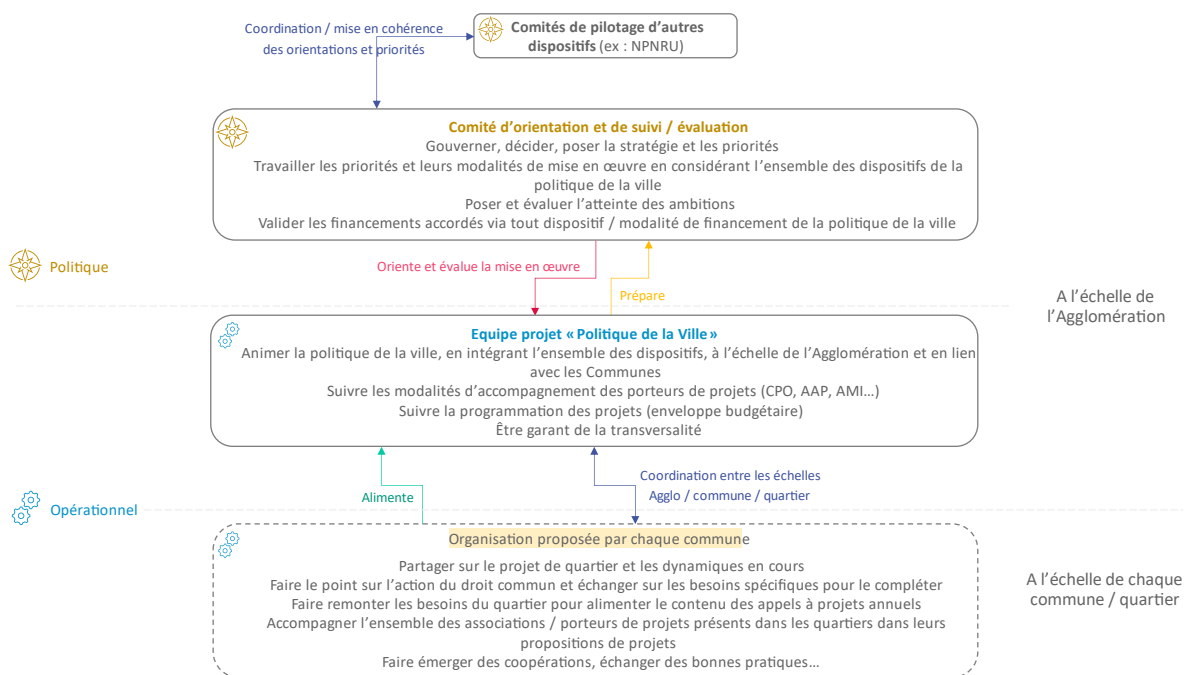 Coordination / mise en cohérence
des orientations et priorités
Comités de pilotage d’autres
dispositifs (ex : NPNRU)
Comité d’orientation et de suivi / évaluation
Gouverner, décider, poser la stratégie et les priorités
Travailler les priorités et leurs modalités de mise en œuvre en considérant l’ensemble des dispositifs de la
politique de la ville
Poser et évaluer l’atteinte des ambitions
Valider les financements accordés via tout dispositif / modalité de financement de la politique de la ville
Politique
Oriente et évalue la mise en œuvre
Prépare
A l’échelle de
l’Agglomération
Equipe projet « Politique de la Ville »
Animer la politique de la ville, en intégrant l’ensemble des dispositifs, à l’échelle de l’Agglomération et en lien
avec les Communes
Suivre les modalités d’accompagnement des porteurs de projets (CPO, AAP, AMI…)
Suivre la programmation des projets (enveloppe budgétaire)
Être garant de la transversalité
Alimente
Coordination entre les échelles
Agglo / commune / quartier
Opérationnel
Organisation proposée par chaque commune
Partager sur le projet de quartier et les dynamiques en cours
Faire le point sur l’action du droit commun et échanger sur les besoins spécifiques pour le compléter
Faire remonter les besoins du quartier pour alimenter le contenu des appels à projets annuels
Accompagner l’ensemble des associations / porteurs de projets présents dans les quartiers dans leurs
propositions de projets
Faire émerger des coopérations, échanger des bonnes pratiques…
A l’échelle de chaque
commune / quartier